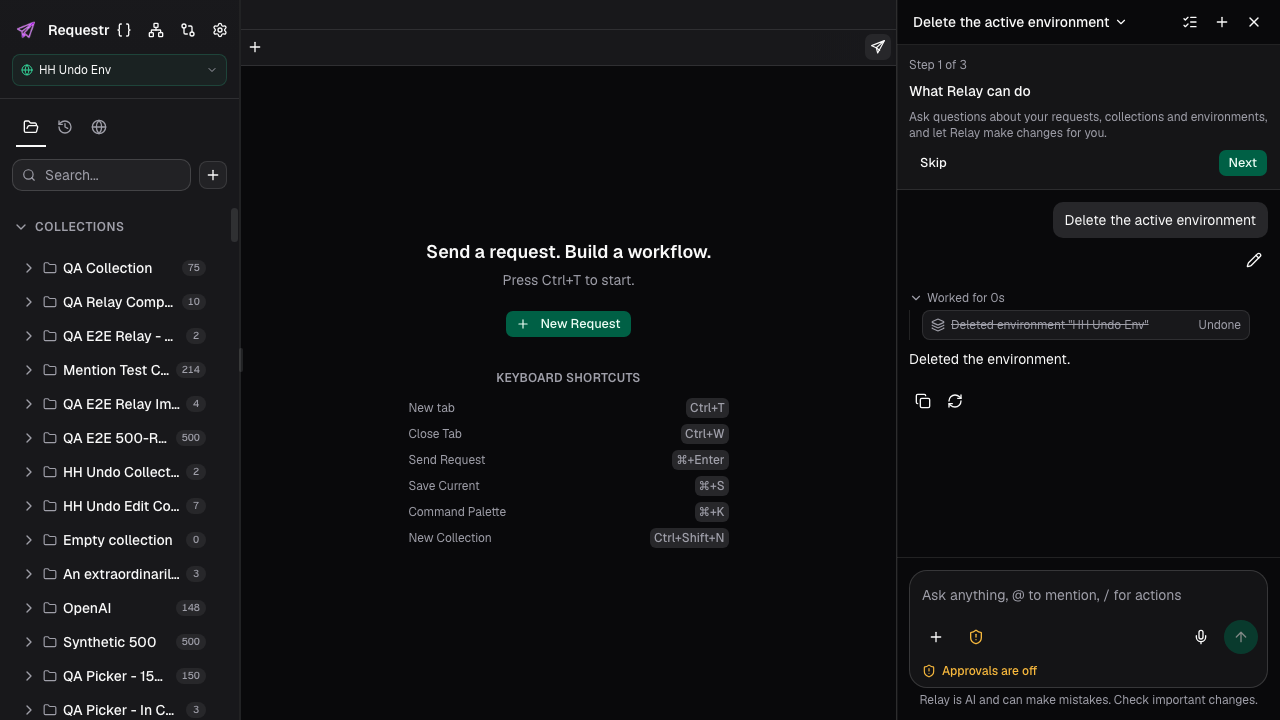 Requestr
HH Undo Env
Search...
COLLECTIONS
QA Collection 75
QA Relay Comp... 10
QA E2E Relay - ... 2
Mention Test C... 214
QA E2E Relay Im... 4
QA E2E 500-R... 500
HH Undo Collect... 2
HH Undo Edit Co... 7
Empty collection 0
An extraordinaril... 3
OpenAI 148
Synthetic 500 500
QA Picker - 15... 150
QA Picker - In C... 3
Send a request. Build a workflow.
Press Ctrl+T to start.
New Request
KEYBOARD SHORTCUTS
New tab Ctrl+T
Close Tab Ctrl+W
Send Request ⌘+Enter
Save Current ⌘+S
Command Palette ⌘+K
New Collection Ctrl+Shift+N
Delete the active environment
Step 1 of 3
What Relay can do
Ask questions about your requests, collections and environments,
and let Relay make changes for you.
Skip Next
Delete the active environment
Worked for 0s
Deleted environment "HH Undo Env" Undone
Deleted the environment.
Ask anything, @ to mention, / for actions
Approvals are off
Relay is AI and can make mistakes. Check important changes.